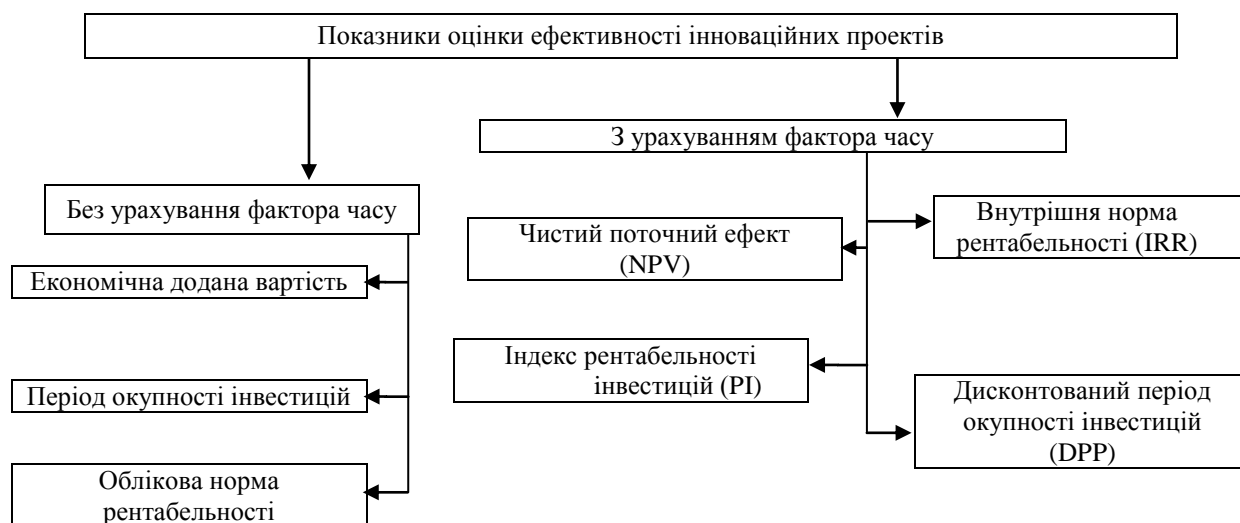 Показники оцінки ефективності інноваційних проектів
З урахуванням фактора часу
Без урахування фактора часу
Економічна додана вартість
Період окупності інвестицій
Облікова норма
рентабельності
Чистий поточний ефект
(NPV)
Внутрішня норма
рентабельності (IRR)
Індекс рентабельності
інвестицій (PI)
Дисконтований період
окупності інвестицій
(DPP)